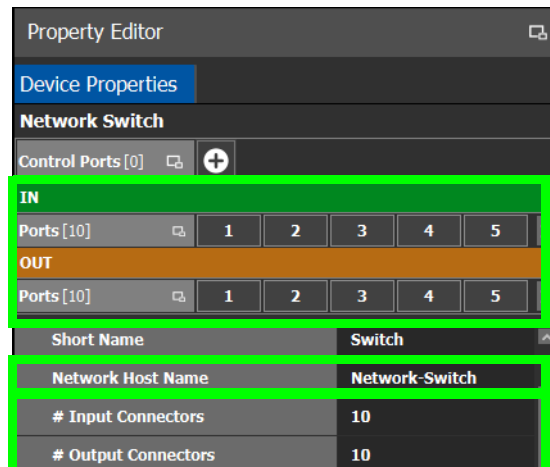 Property Editor
Device Properties
Network Switch
Control Ports [0]
IN
Ports [10] 1 2 3 4 5
OUT
Ports [10] 1 2 3 4 5
Short Name Switch
Network Host Name Network-Switch
# Input Connectors 10
# Output Connectors 10